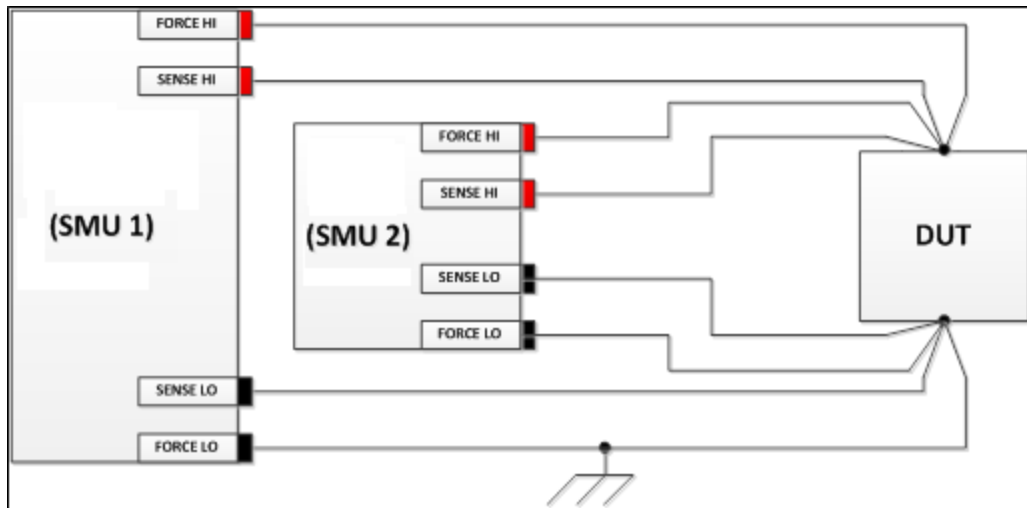 FORCE HI
SENSE HI
(SMU 1)
SENSE LO
FORCE LO
FORCE HI
SENSE HI
(SMU 2)
SENSE LO
FORCE LO
DUT